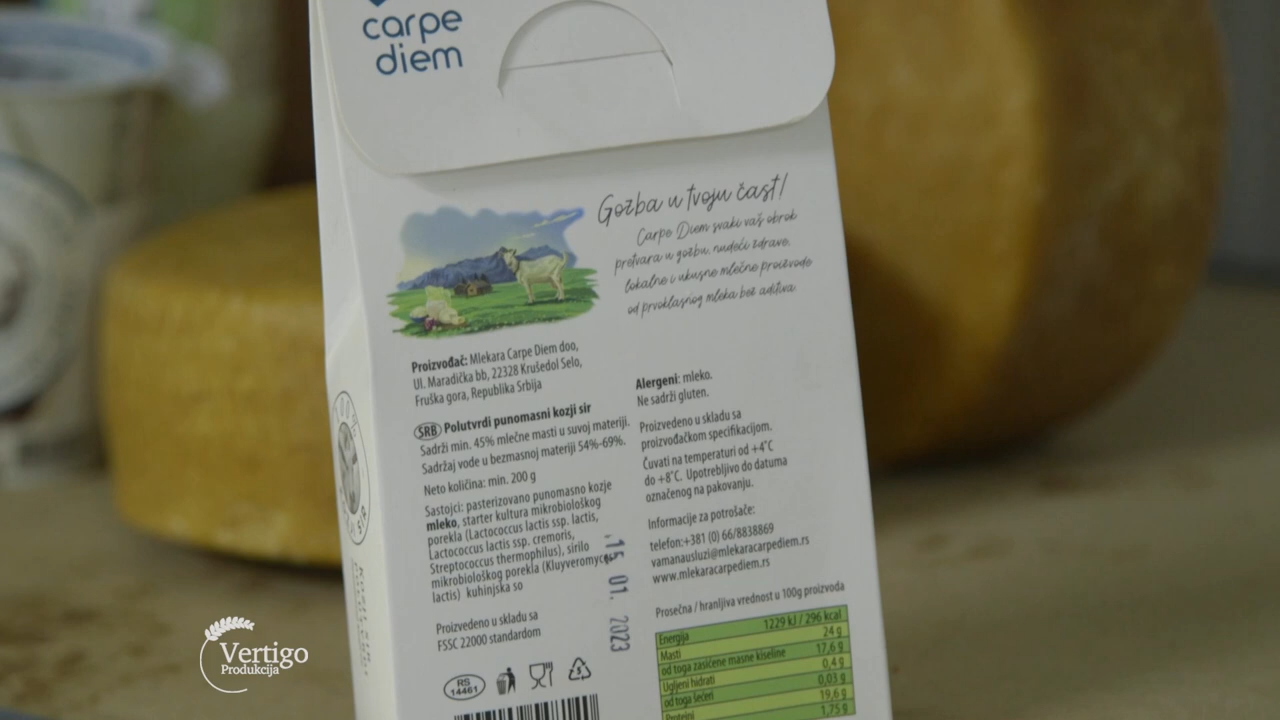 carpe
diem
Gozba u tvoju čast!
Carpe Diem svaki vaš obrok
pretvara u gozbu, nudeći zdrave,
lokalne i ukusne mlečne proizvode
od prvoklasnog mleka bez aditiva
Proizvođač: Mlekara Carpe Diem doo,
Ul. Maradička bb, 22328 Krušedol Selo,
Fruška gora, Republika Srbija
SRB Polutvrdi punomasni kozji sir
Sadrži min. 45% mlečne masti u suvoj materiji.
Sadržaj vode u bezmasnoj materiji 54%-69%.
Neto količina: min. 200 g
Sastojci: pasterizovano punomasno kozje
mleko, starter kultura mikrobiološkog
porekla (Lactococcus lactis ssp. lactis,
Lactococcus lactis ssp. cremoris,
Streptococcus thermophilus), sirilo
mikrobiološkog porekla (Kluyveromyces
lactis) kuhinjska so
Proizvedeno u skladu sa
FSSC 22000 standardom
RS
14461
15. 01. 2023
Alergeni: mleko.
Ne sadrži gluten.
Proizvedeno u skladu sa
proizvođačkom specifikacijom.
Čuvati na temperaturi od +4°C
do +8°C. Upotrebljivo do datuma
označenog na pakovanju.
Informacije za potrošače:
telefon:+381 (0) 66/8838869
vamanausluzi@mlekaracarpediem.rs
www.mlekaracarpediem.rs
Prosečna / hranljiva vrednost u 100g proizvoda
Energija 1229 kJ / 296 kcal
Masti 24 g
od toga zasićene masne kiseline 17,6 g
Ugljeni hidrati 0,4 g
od toga šećeri 0,03 g
Proteini 19,6 g
1,75 g
100%
Vertigo
Produkcija